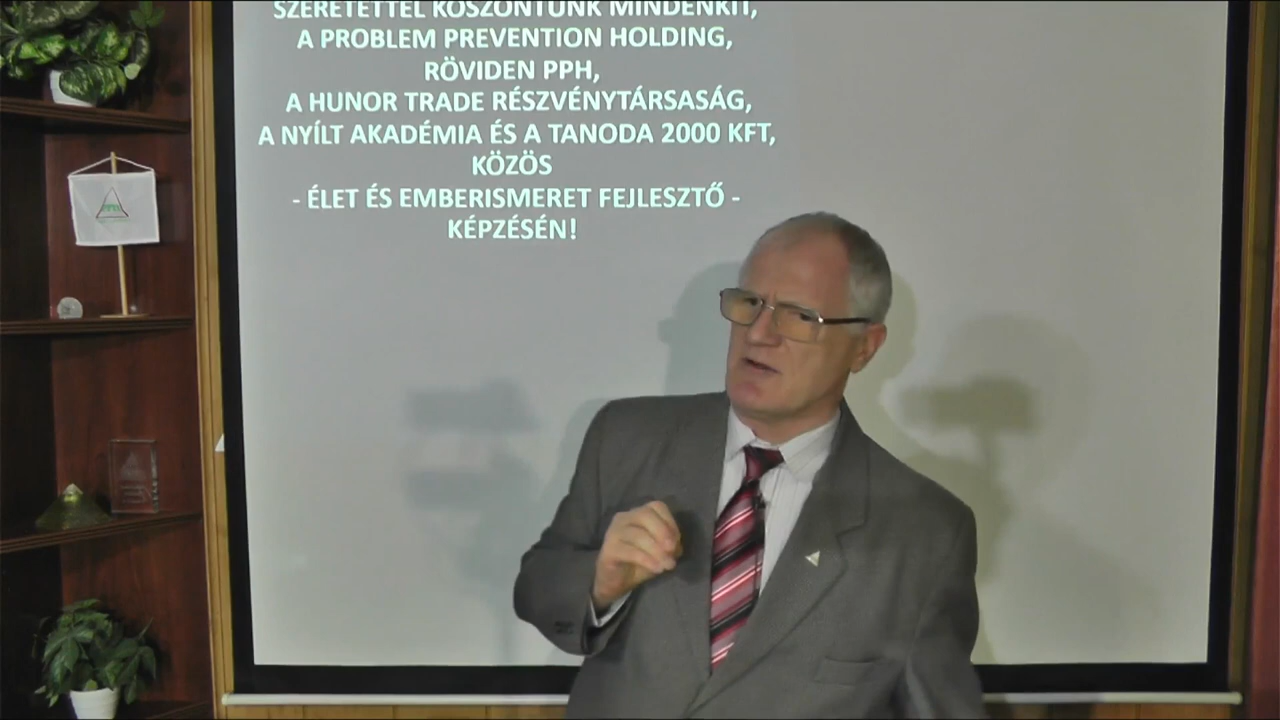 SZERETETTEL KÖSZÖNTÜNK MINDENKIT,
A PROBLEM PREVENTION HOLDING,
RÖVIDEN PPH,
A HUNOR TRADE RÉSZVÉNYTÁRSASÁG,
A NYÍLT AKADÉMIA ÉS A TANODA 2000 KFT,
KÖZÖS
- ÉLET ÉS EMBERISMERET FEJLESZTŐ -
KÉPZÉSÉN!